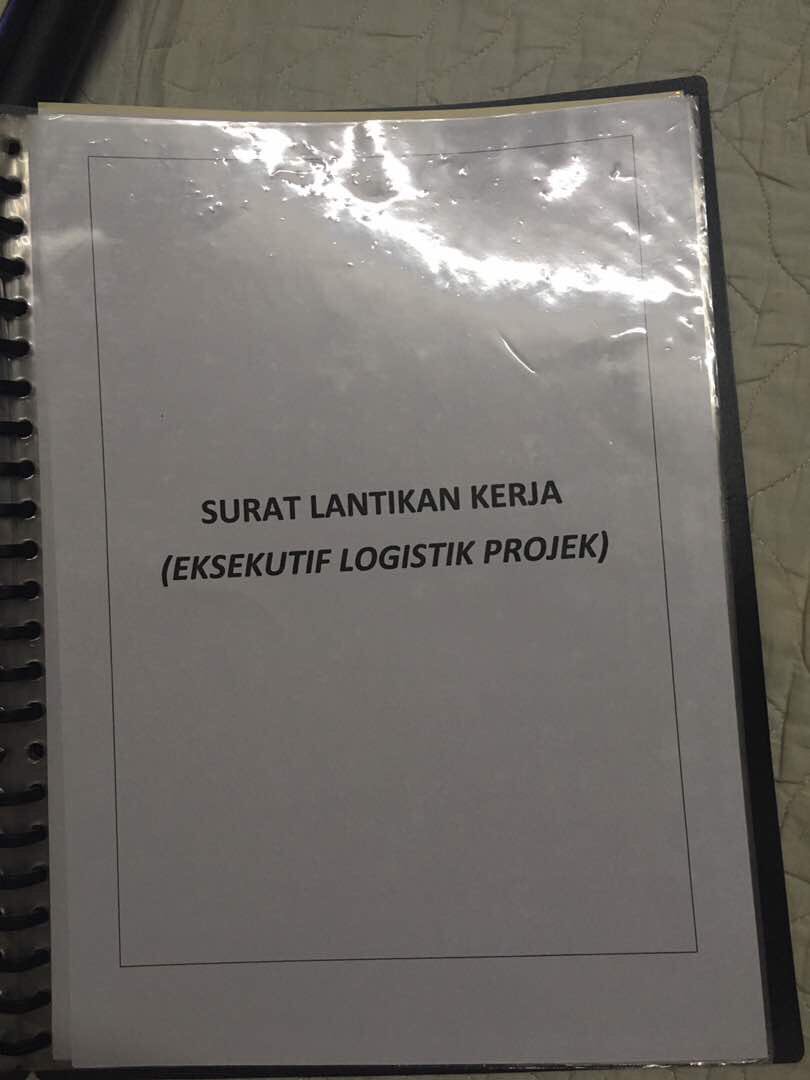 SURAT LANTIKAN KERJA
(EKSEKUTIF LOGISTIK PROJEK)